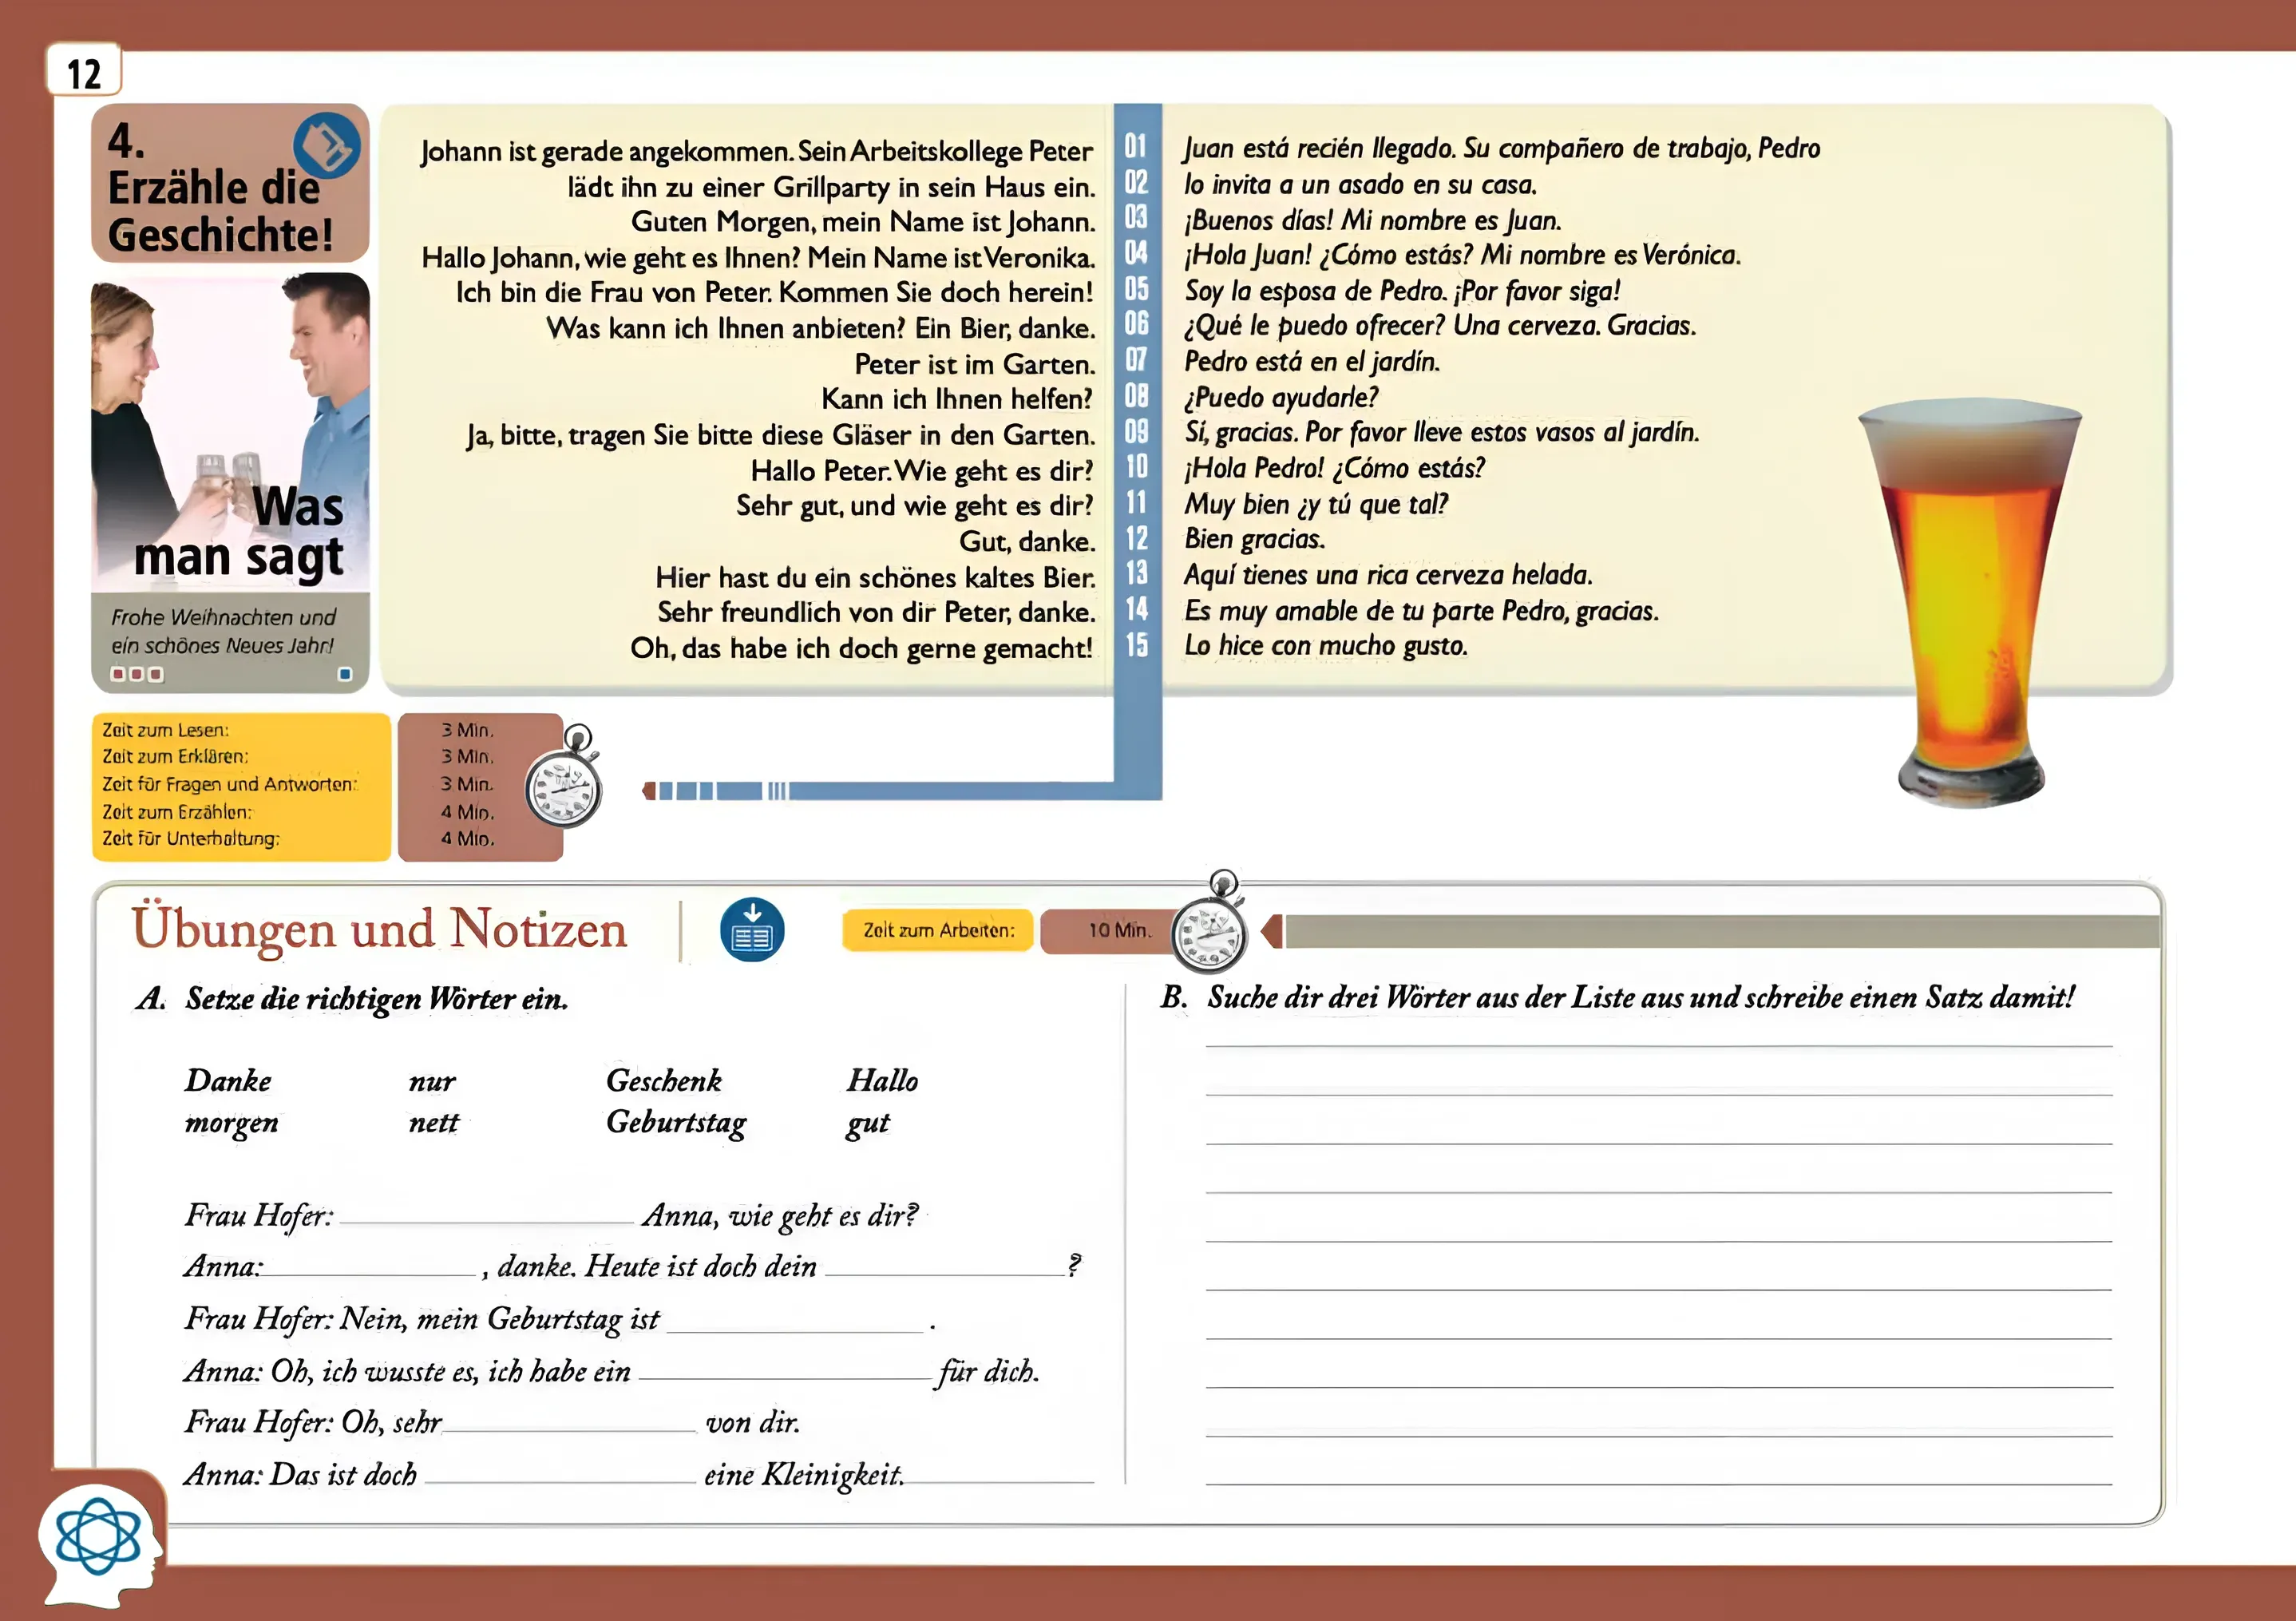 12
4.
Erzähle die
Geschichte!
Was
man sagt
Frohe Weihnachten und
ein schönes Neues Jahr!
Johann ist gerade angekommen. Sein Arbeitskollege Peter
lädt ihn zu einer Grillparty in sein Haus ein.
Guten Morgen, mein Name ist Johann.
Hallo Johann, wie geht es Ihnen? Mein Name ist Veronika.
Ich bin die Frau von Peter. Kommen Sie doch herein!
Was kann ich Ihnen anbieten? Ein Bier, danke.
Peter ist im Garten.
Kann ich Ihnen helfen?
Ja, bitte, tragen Sie bitte diese Gläser in den Garten.
Hallo Peter. Wie geht es dir?
Sehr gut, und wie geht es dir?
Gut, danke.
Hier hast du ein schönes kaltes Bier.
Sehr freundlich von dir Peter, danke.
Oh, das habe ich doch gerne gemacht!
01
02
03
04
05
06
07
08
09
10
11
12
13
14
15
Juan está recién llegado. Su compañero de trabajo, Pedro
lo invita a un asado en su casa.
¡Buenos días! Mi nombre es Juan.
¡Hola Juan! ¿Cómo estás? Mi nombre es Verónica.
Soy la esposa de Pedro. ¡Por favor siga!
¿Qué le puedo ofrecer? Una cerveza. Gracias.
Pedro está en el jardín.
¿Puedo ayudarle?
Sí, gracias. Por favor lleve estos vasos al jardín.
¡Hola Pedro! ¿Cómo estás?
Muy bien ¿y tú que tal?
Bien gracias.
Aquí tienes una rica cerveza helada.
Es muy amable de tu parte Pedro, gracias.
Lo hice con mucho gusto.
Zeit zum Lesen: 3 Min.
Zeit zum Erklären: 3 Min.
Zeit für Fragen und Antworten: 3 Min.
Zeit zum Erzählen: 4 Min.
Zeit für Unterhaltung: 4 Min.
Übungen und Notizen
Zeit zum Arbeiten: 10 Min.
A. Setze die richtigen Wörter ein.
Danke nur Geschenk Hallo
morgen nett Geburtstag gut
Frau Hofer: Anna, wie geht es dir?
Anna: , danke. Heute ist doch dein ?
Frau Hofer: Nein, mein Geburtstag ist .
Anna: Oh, ich wusste es, ich habe ein für dich.
Frau Hofer: Oh, sehr von dir.
Anna: Das ist doch eine Kleinigkeit.
B. Suche dir drei Wörter aus der Liste aus und schreibe einen Satz damit!